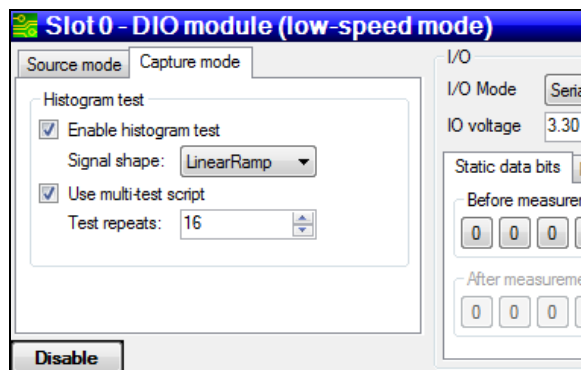 Slot 0 - DIO module (low-speed mode)
Source mode
Capture mode
Histogram test
Enable histogram test
Signal shape: LinearRamp
Use multi-test script
Test repeats: 16
Disable
I/O
I/O Mode
IO voltage 3.30
Static data bits
Before
0 0 0
After
0 0 0